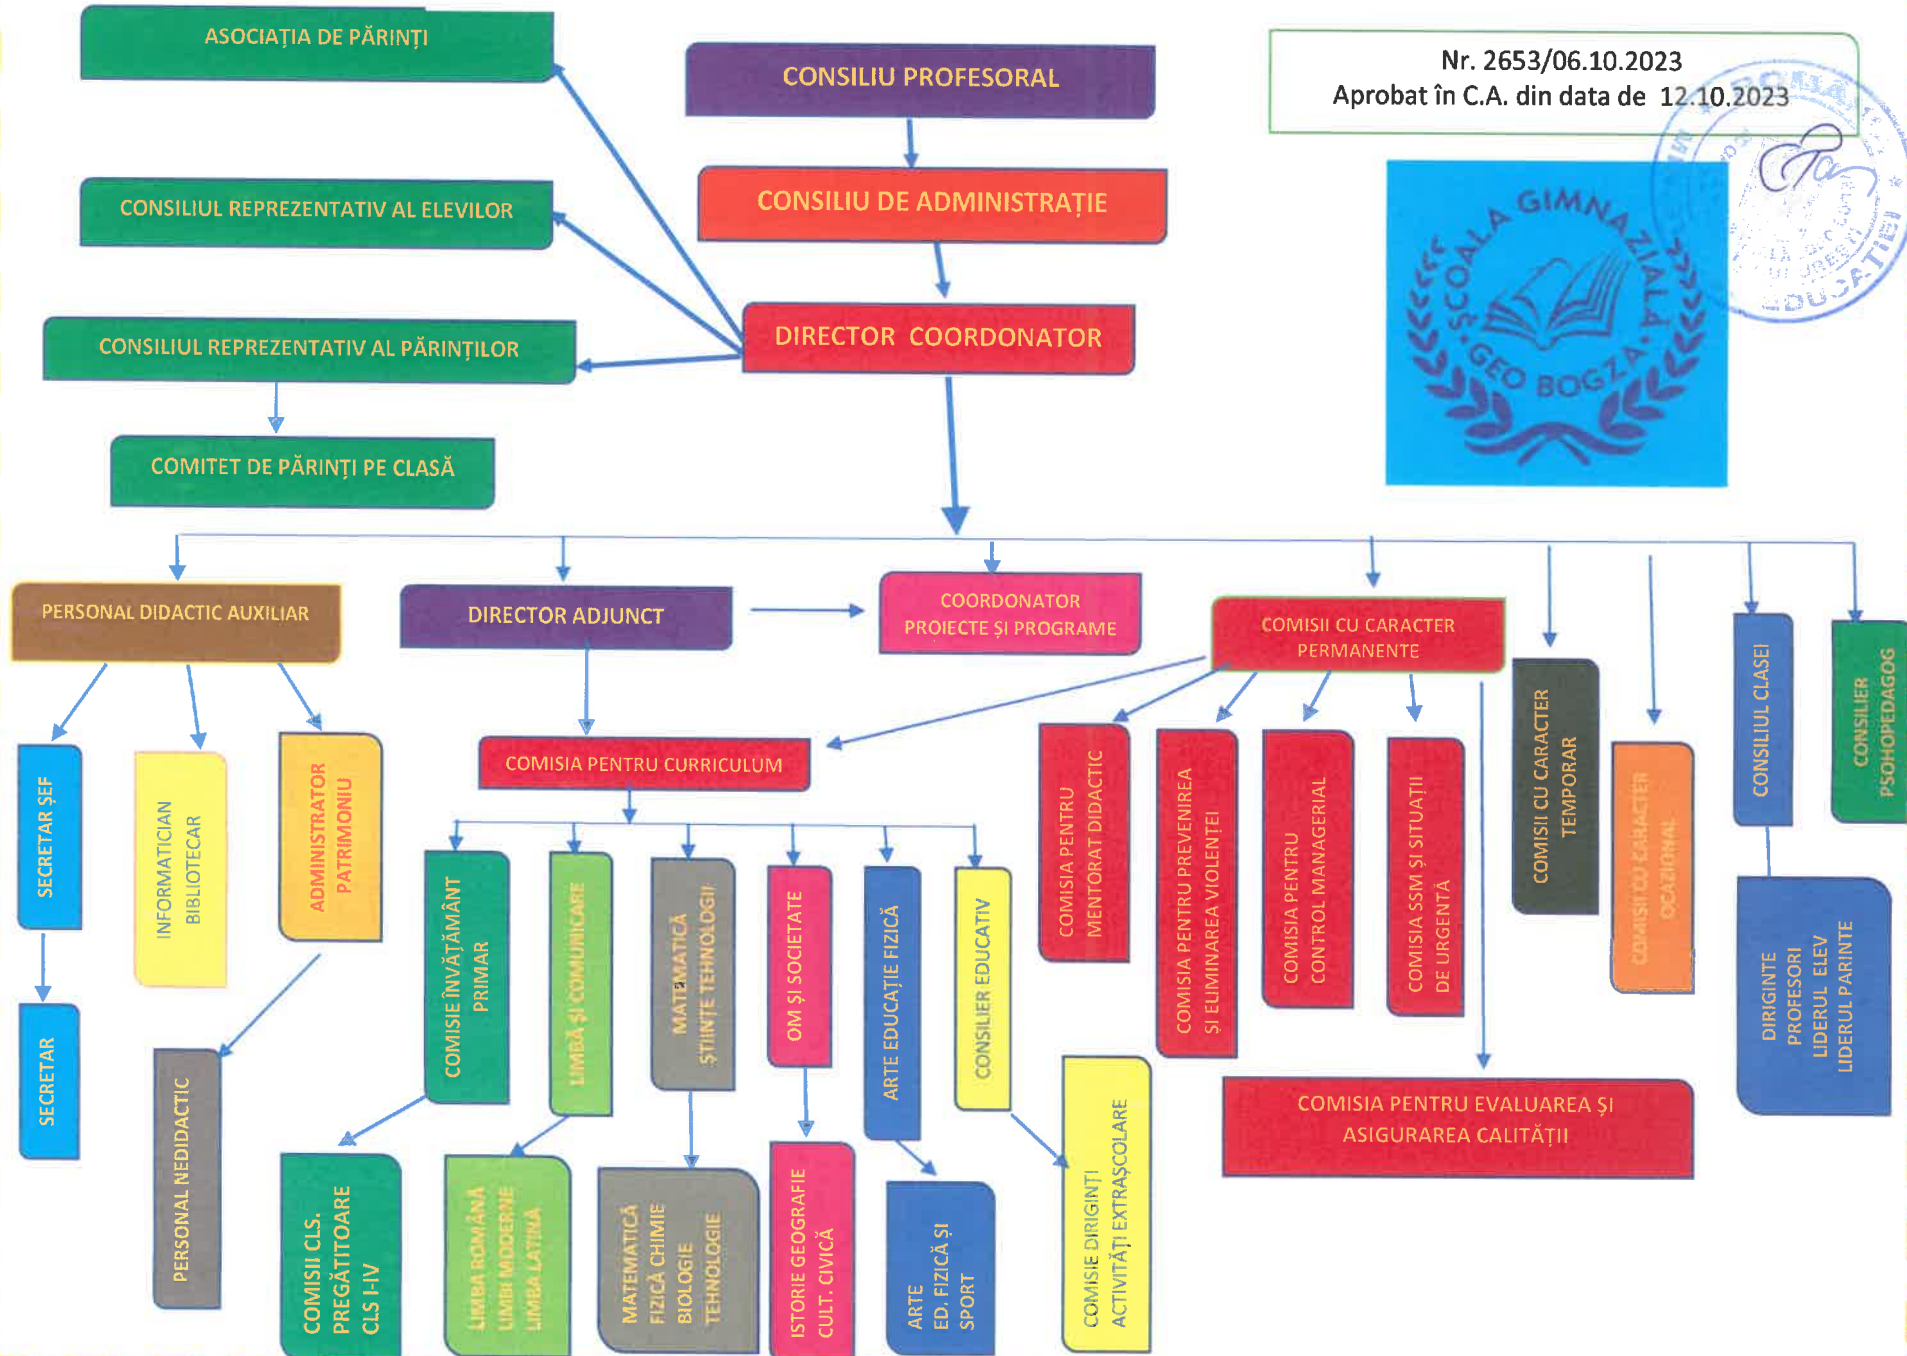 ASOCIAȚIA DE PĂRINȚI
CONSILIU PROFESORAL
Nr. 2653/06.10.2023
Aprobat în C.A. din data de 12.10.2023
CONSILIUL REPREZENTATIV AL ELEVILOR
CONSILIU DE ADMINISTRAȚIE
ȘCOALA GIMNAZIALĂ
GEO BOGZA
ROMÂNIA
EDUCAȚIEI
CONSILIUL REPREZENTATIV AL PĂRINȚILOR
DIRECTOR COORDONATOR
COMITET DE PĂRINȚI PE CLASĂ
PERSONAL DIDACTIC AUXILIAR
DIRECTOR ADJUNCT
COORDONATOR
PROIECTE ȘI PROGRAME
COMISII CU CARACTER
PERMANENTE
CONSILIUL CLASEI
CONSILIER
PSOHOPEDAGOG
COMISII CU CARACTER
TEMPORAR
COMISII CU CARACTER
OCAZIONAL
SECRETAR ȘEF
INFORMATICIAN
BIBLIOTECAR
ADMINISTRATOR
PATRIMONIU
COMISIA PENTRU CURRICULUM
COMISIA PENTRU
MENTORAT DIDACTIC
COMISIA PENTRU PREVENIREA
ȘI ELIMINAREA VIOLENȚEI
COMISIA PENTRU
CONTROL MANAGERIAL
COMISIA SSM ȘI SITUAȚII
DE URGENTĂ
COMISIE ÎNVĂȚĂMÂNT
PRIMAR
LIMBĂ ȘI COMUNICARE
MATEMATICĂ
ȘTIINȚE TEHNOLOGII
OM ȘI SOCIETATE
ARTE EDUCAȚIE FIZICĂ
CONSILIER EDUCATIV
DIRIGINTE
PROFESORI
LIDERUL ELEV
LIDERUL PARINTE
SECRETAR
PERSONAL NEDIDACTIC
COMISIA PENTRU EVALUAREA ȘI
ASIGURAREA CALITĂȚII
COMISII CLS.
PREGĂTITOARE
CLS I-IV
LIMBA ROMÂNĂ
LIMBI MODERNE
LIMBA LATINĂ
MATEMATICĂ
FIZICĂ CHIMIE
BIOLOGIE
TEHNOLOGIE
ISTORIE GEOGRAFIE
CULT. CIVICĂ
ARTE
ED. FIZICĂ ȘI
SPORT
COMISIE DIRIGINȚI
ACTIVITĂȚI EXTRAȘCOLARE